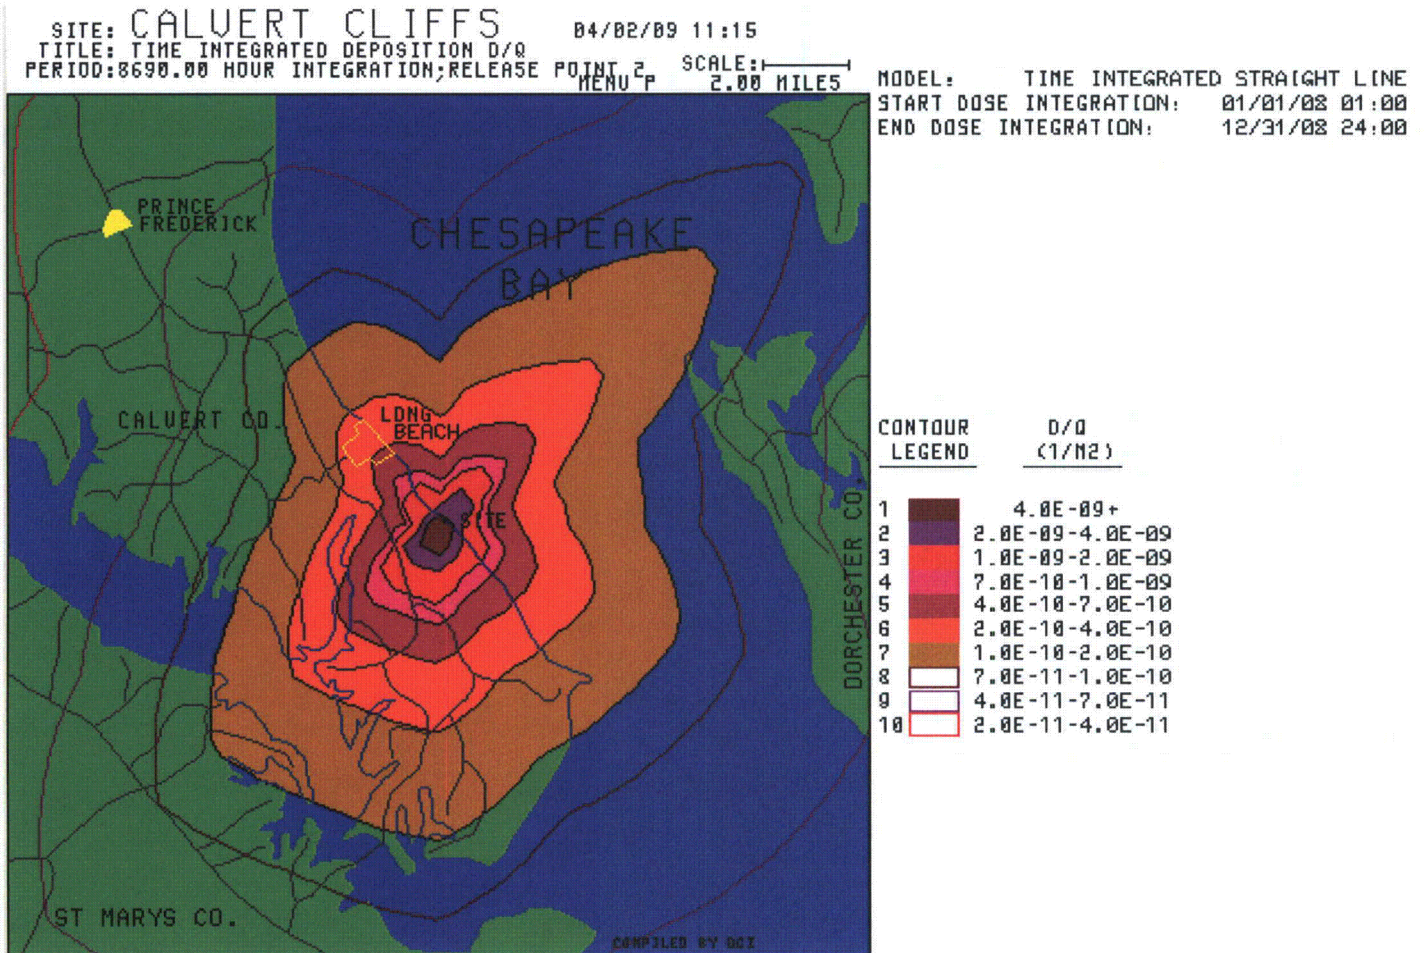 SITE: CALVERT CLIFFS 04/02/09 11:15
TITLE: TIME INTEGRATED DEPOSITION D/Q
PERIOD:8690.00 HOUR INTEGRATION;RELEASE POINT 2 SCALE:
MENU P 2.00 MILES
MODEL: TIME INTEGRATED STRAIGHT LINE
START DOSE INTEGRATION: 01/01/08 01:00
END DOSE INTEGRATION: 12/31/08 24:00
PRINCE
FREDERICK
CHESAPEAKE
BAY
CALVERT CO.
LONG
BEACH
SITE
DORCHESTER CO.
ST MARYS CO.
COMPILED BY OCI
CONTOUR D/Q
LEGEND (1/M2)
1 4.0E-09+
2 2.0E-09-4.0E-09
3 1.0E-09-2.0E-09
4 7.0E-10-1.0E-09
5 4.0E-10-7.0E-10
6 2.0E-10-4.0E-10
7 1.0E-10-2.0E-10
8 7.0E-11-1.0E-10
9 4.0E-11-7.0E-11
10 2.0E-11-4.0E-11